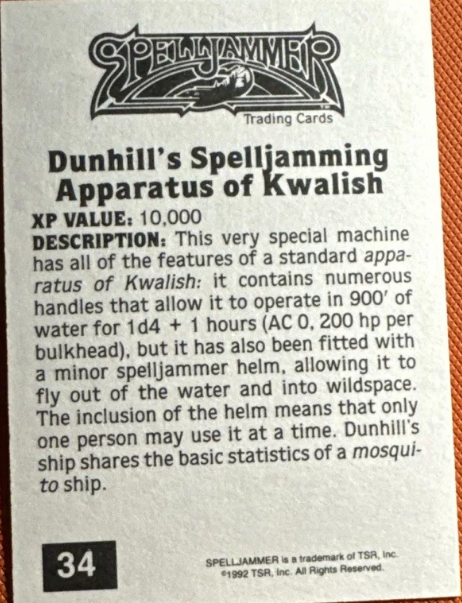 SPELLJAMMER
Trading Cards
Dunhill's Spelljamming
Apparatus of Kwalish
XP VALUE: 10,000
DESCRIPTION: This very special machine
has all of the features of a standard appa-
ratus of Kwalish: it contains numerous
handles that allow it to operate in 900' of
water for 1d4 + 1 hours (AC 0, 200 hp per
bulkhead), but it has also been fitted with
a minor spelljammer helm, allowing it to
fly out of the water and into wildspace.
The inclusion of the helm means that only
one person may use it at a time. Dunhill's
ship shares the basic statistics of a mosqui-
to ship.
34
SPELLJAMMER is a trademark of TSR, Inc.
©1992 TSR, Inc. All Rights Reserved.